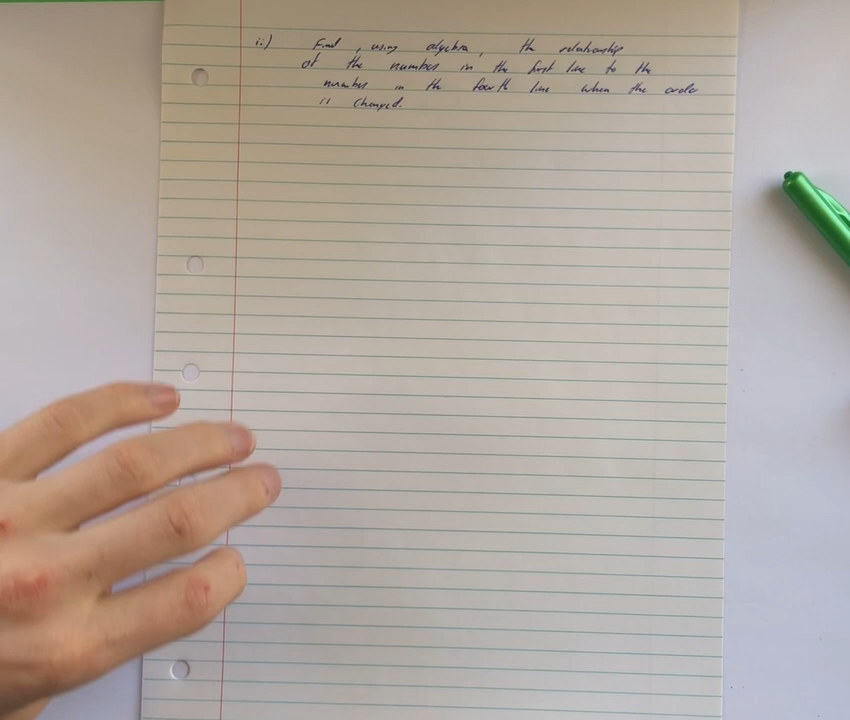 ii) Find, using algebra, the relationship
of the number in the first line to the
number in the fourth line when the order
is changed.